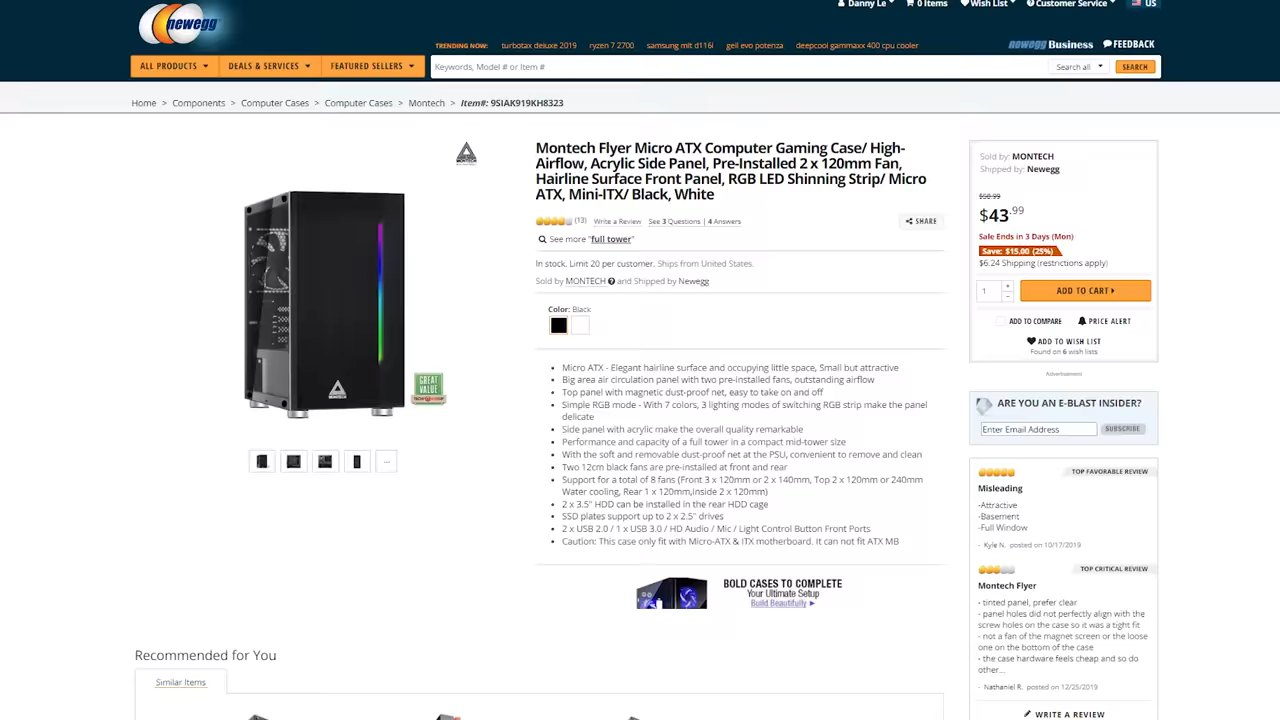 newegg
Danny Le
0 Items
Wish List
Customer Service
US
TRENDING NOW:
turbotax deluxe 2019
ryzen 7 2700
samsung mlt d116l
geil evo potenza
deepcool gammaxx 400 cpu cooler
newegg Business
FEEDBACK
ALL PRODUCTS
DEALS & SERVICES
FEATURED SELLERS
Keywords, Model # or Item #
Search all
SEARCH
Home > Components > Computer Cases > Computer Cases > Montech > Item#: 9SIAK919KH8323
MONTECH
Montech Flyer Micro ATX Computer Gaming Case/ High-
Airflow, Acrylic Side Panel, Pre-Installed 2 x 120mm Fan,
Hairline Surface Front Panel, RGB LED Shinning Strip/ Micro
ATX, Mini-ITX/ Black, White
(13) Write a Review See 3 Questions | 4 Answers
SHARE
See more "full tower"
In stock. Limit 20 per customer. Ships from United States.
Sold by MONTECH and Shipped by Newegg
Color: Black
Micro ATX - Elegant hairline surface and occupying little space, Small but attractive
Big area air circulation panel with two pre-installed fans, outstanding airflow
Top panel with magnetic dust-proof net, easy to take on and off
Simple RGB mode - With 7 colors, 3 lighting modes of switching RGB strip make the panel
delicate
Side panel with acrylic make the overall quality remarkable
Performance and capacity of a full tower in a compact mid-tower size
With the soft and removable dust-proof net at the PSU, convenient to remove and clean
Two 12cm black fans are pre-installed at front and rear
Support for a total of 8 fans (Front 3 x 120mm or 2 x 140mm, Top 2 x 120mm or 240mm
Water cooling, Rear 1 x 120mm,Inside 2 x 120mm)
2 x 3.5" HDD can be installed in the rear HDD cage
SSD plates support up to 2 x 2.5" drives
2 x USB 2.0 / 1 x USB 3.0 / HD Audio / Mic / Light Control Button Front Ports
Caution: This case only fit with Micro-ATX & ITX motherboard. It can not fit ATX MB
MONTECH
GREAT
VALUE
BOLD CASES TO COMPLETE
Your Ultimate Setup
Build Beautifully
Sold by: MONTECH
Shipped by: Newegg
$58.99
$43.99
Sale Ends in 3 Days (Mon)
Save: $15.00 (25%)
$6.24 Shipping (restrictions apply)
1
+
−
ADD TO CART
ADD TO COMPARE
PRICE ALERT
ADD TO WISH LIST
Found on 6 wish lists
Advertisement
ARE YOU AN E-BLAST INSIDER?
Enter Email Address
SUBSCRIBE
TOP FAVORABLE REVIEW
Misleading
-Attractive
-Basement
-Full Window
- Kyle N. posted on 10/17/2019
TOP CRITICAL REVIEW
Montech Flyer
- tinted panel, prefer clear
- panel holes did not perfectly align with the
screw holes on the case so it was a tight fit
- not a fan of the magnet screen or the loose
one on the bottom of the case
- the case hardware feels cheap and so do
other...
- Nathaniel R. posted on 12/25/2019
WRITE A REVIEW
...
Recommended for You
Similar Items